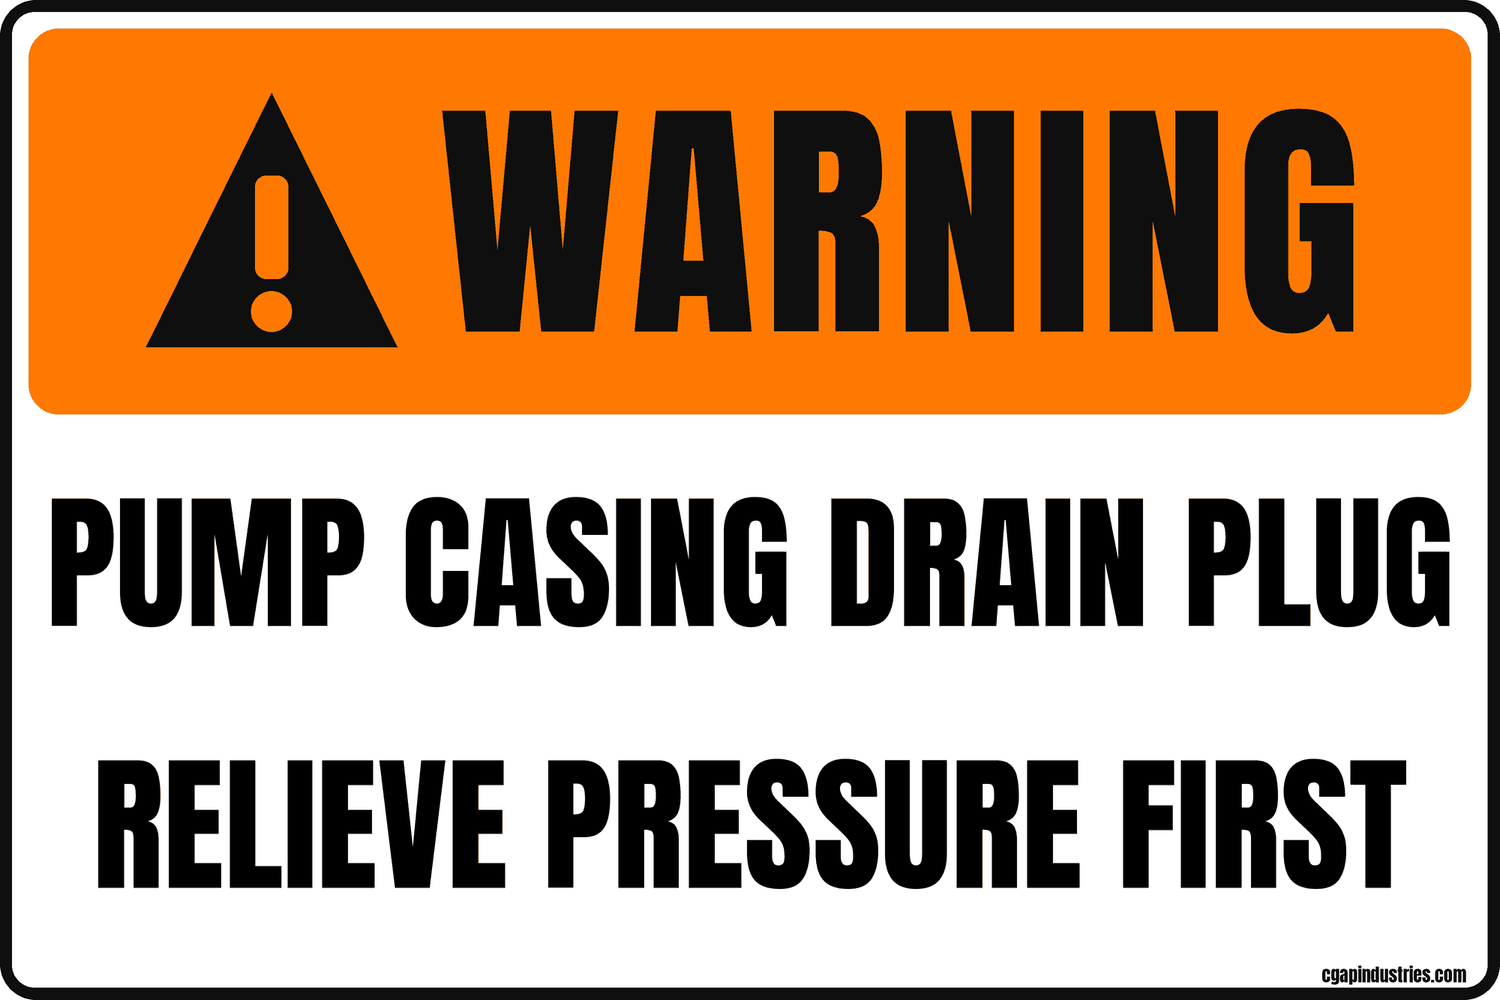 WARNING
PUMP CASING DRAIN PLUG
RELIEVE PRESSURE FIRST
cgapindustries.com